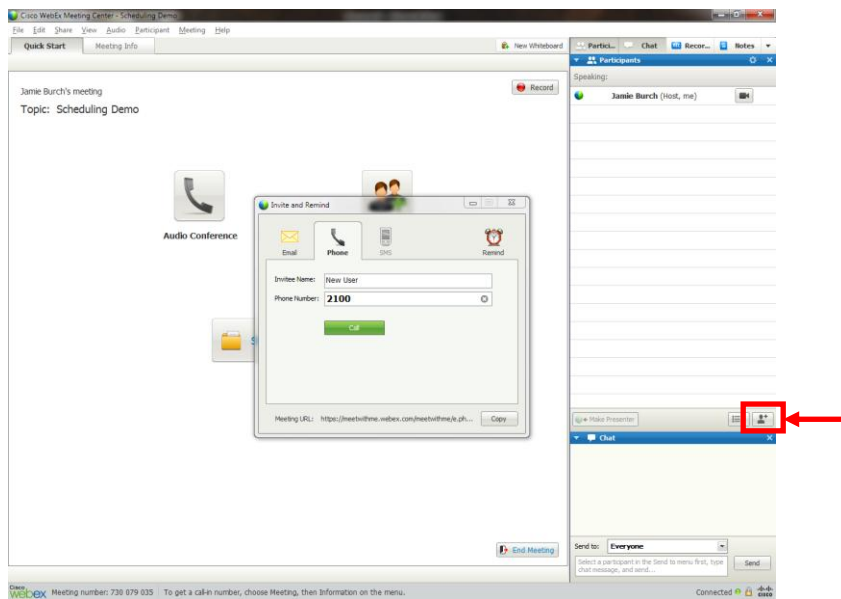 Cisco WebEx Meeting Center - Scheduling Demo
File Edit Share View Audio Participant Meeting Help
Quick Start Meeting Info New Whiteboard
Partici... Chat Recor... Notes
Participants
Speaking:
Jamie Burch (Host, me)
Jamie Burch's meeting
Record
Topic: Scheduling Demo
Audio Conference
Invite and Remind
Email Phone SMS Remind
Invitee Name: New User
Phone Number: 2100
Call
Meeting URL: https://meetwithme.webex.com/meetwithme/e.ph... Copy
Make Presenter
Chat
End Meeting
Send to: Everyone
Select a participant in the Send to menu first, type
chat message, and send...
Send
Cisco
webex Meeting number: 730 079 035 To get a call-in number, choose Meeting, then Information on the menu. Connected
cisco